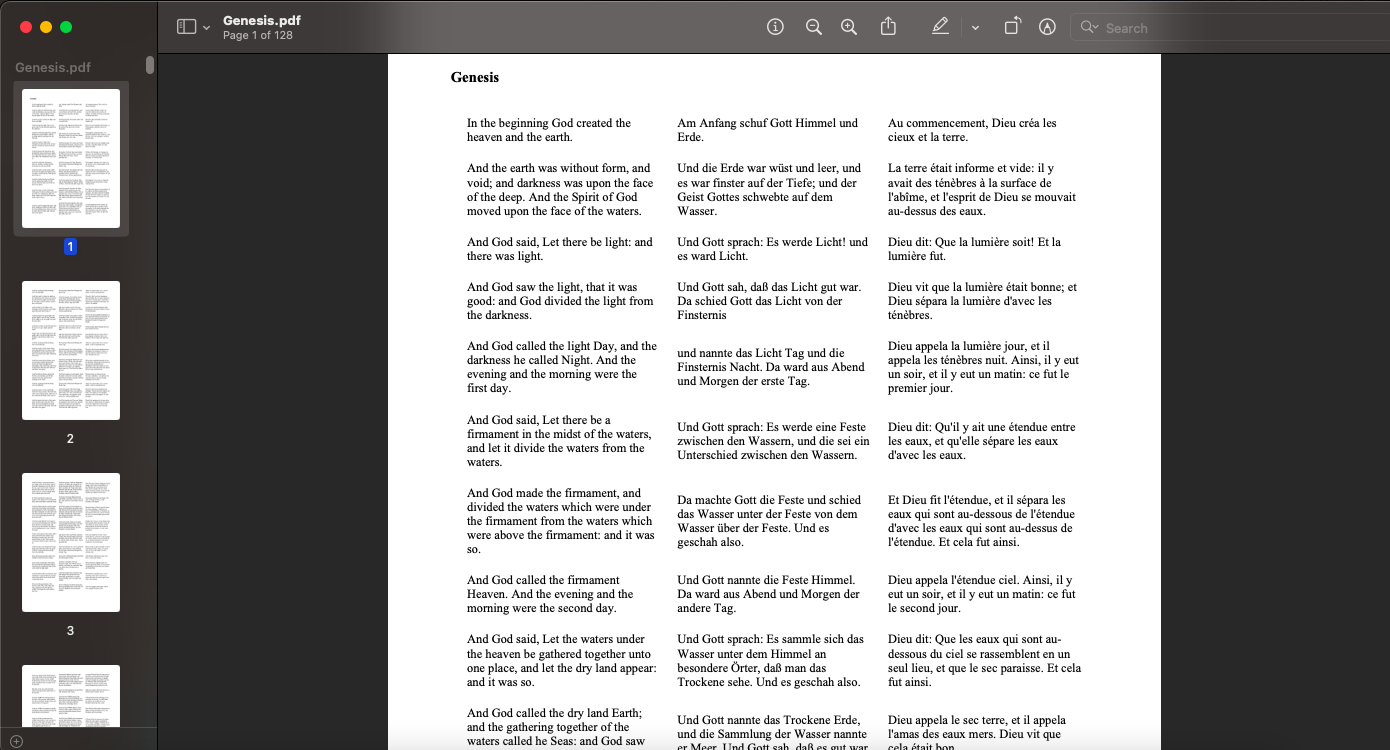 Genesis.pdf
Page 1 of 128
Search
Genesis.pdf
1
2
3
Genesis
In the beginning God created the
heaven and the earth.
Am Anfang schuf Gott Himmel und
Erde.
Au commencement, Dieu créa les
cieux et la terre.
And the earth was without form, and
void; and darkness was upon the face
of the deep. And the Spirit of God
moved upon the face of the waters.
Und die Erde war wüst und leer, und
es war finster auf der Tiefe; und der
Geist Gottes schwebte auf dem
Wasser.
La terre était informe et vide: il y
avait des ténèbres à la surface de
l'abîme, et l'esprit de Dieu se mouvait
au-dessus des eaux.
And God said, Let there be light: and
there was light.
Und Gott sprach: Es werde Licht! und
es ward Licht.
Dieu dit: Que la lumière soit! Et la
lumière fut.
And God saw the light, that it was
good: and God divided the light from
the darkness.
Und Gott sah, daß das Licht gut war.
Da schied Gott das Licht von der
Finsternis
Dieu vit que la lumière était bonne; et
Dieu sépara la lumière d'avec les
ténèbres.
And God called the light Day, and the
darkness he called Night. And the
evening and the morning were the
first day.
und nannte das Licht Tag und die
Finsternis Nacht. Da ward aus Abend
und Morgen der erste Tag.
Dieu appela la lumière jour, et il
appela les ténèbres nuit. Ainsi, il y eut
un soir, et il y eut un matin: ce fut le
premier jour.
And God said, Let there be a
firmament in the midst of the waters,
and let it divide the waters from the
waters.
Und Gott sprach: Es werde eine Feste
zwischen den Wassern, und die sei ein
Unterschied zwischen den Wassern.
Dieu dit: Qu'il y ait une étendue entre
les eaux, et qu'elle sépare les eaux
d'avec les eaux.
And God made the firmament, and
divided the waters which were under
the firmament from the waters which
were above the firmament: and it was
so.
Da machte Gott die Feste und schied
das Wasser unter der Feste von dem
Wasser über der Feste. Und es
geschah also.
Et Dieu fit l'étendue, et il sépara les
eaux qui sont au-dessous de l'étendue
d'avec les eaux qui sont au-dessus de
l'étendue. Et cela fut ainsi.
And God called the firmament
Heaven. And the evening and the
morning were the second day.
Und Gott nannte die Feste Himmel.
Da ward aus Abend und Morgen der
andere Tag.
Dieu appela l'étendue ciel. Ainsi, il y
eut un soir, et il y eut un matin: ce fut
le second jour.
And God said, Let the waters under
the heaven be gathered together unto
one place, and let the dry land appear:
and it was so.
Und Gott sprach: Es sammle sich das
Wasser unter dem Himmel an
besondere Örter, daß man das
Trockene sehe. Und es geschah also.
Dieu dit: Que les eaux qui sont au-
dessous du ciel se rassemblent en un
seul lieu, et que le sec paraisse. Et cela
fut ainsi.
And God called the dry land Earth;
and the gathering together of the
waters called he Seas: and God saw
Und Gott nannte das Trockene Erde,
und die Sammlung der Wasser nannte
er Meer. Und Gott sah, daß es gut war
Dieu appela le sec terre, et il appela
l'amas des eaux mers. Dieu vit que
cela était bon.